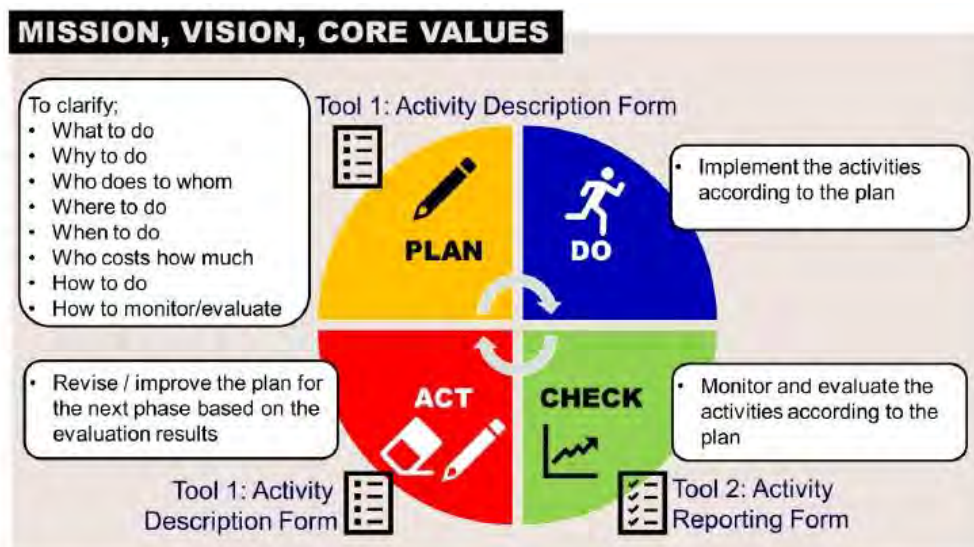 MISSION, VISION, CORE VALUES
To clarify;
• What to do
• Why to do
• Who does to whom
• Where to do
• When to do
• Who costs how much
• How to do
• How to monitor/evaluate
Tool 1: Activity Description Form
PLAN
DO
• Implement the activities
according to the plan
• Revise / improve the plan for
the next phase based on the
evaluation results
ACT
CHECK
• Monitor and evaluate the
activities according to the
plan
Tool 1: Activity
Description Form
Tool 2: Activity
Reporting Form